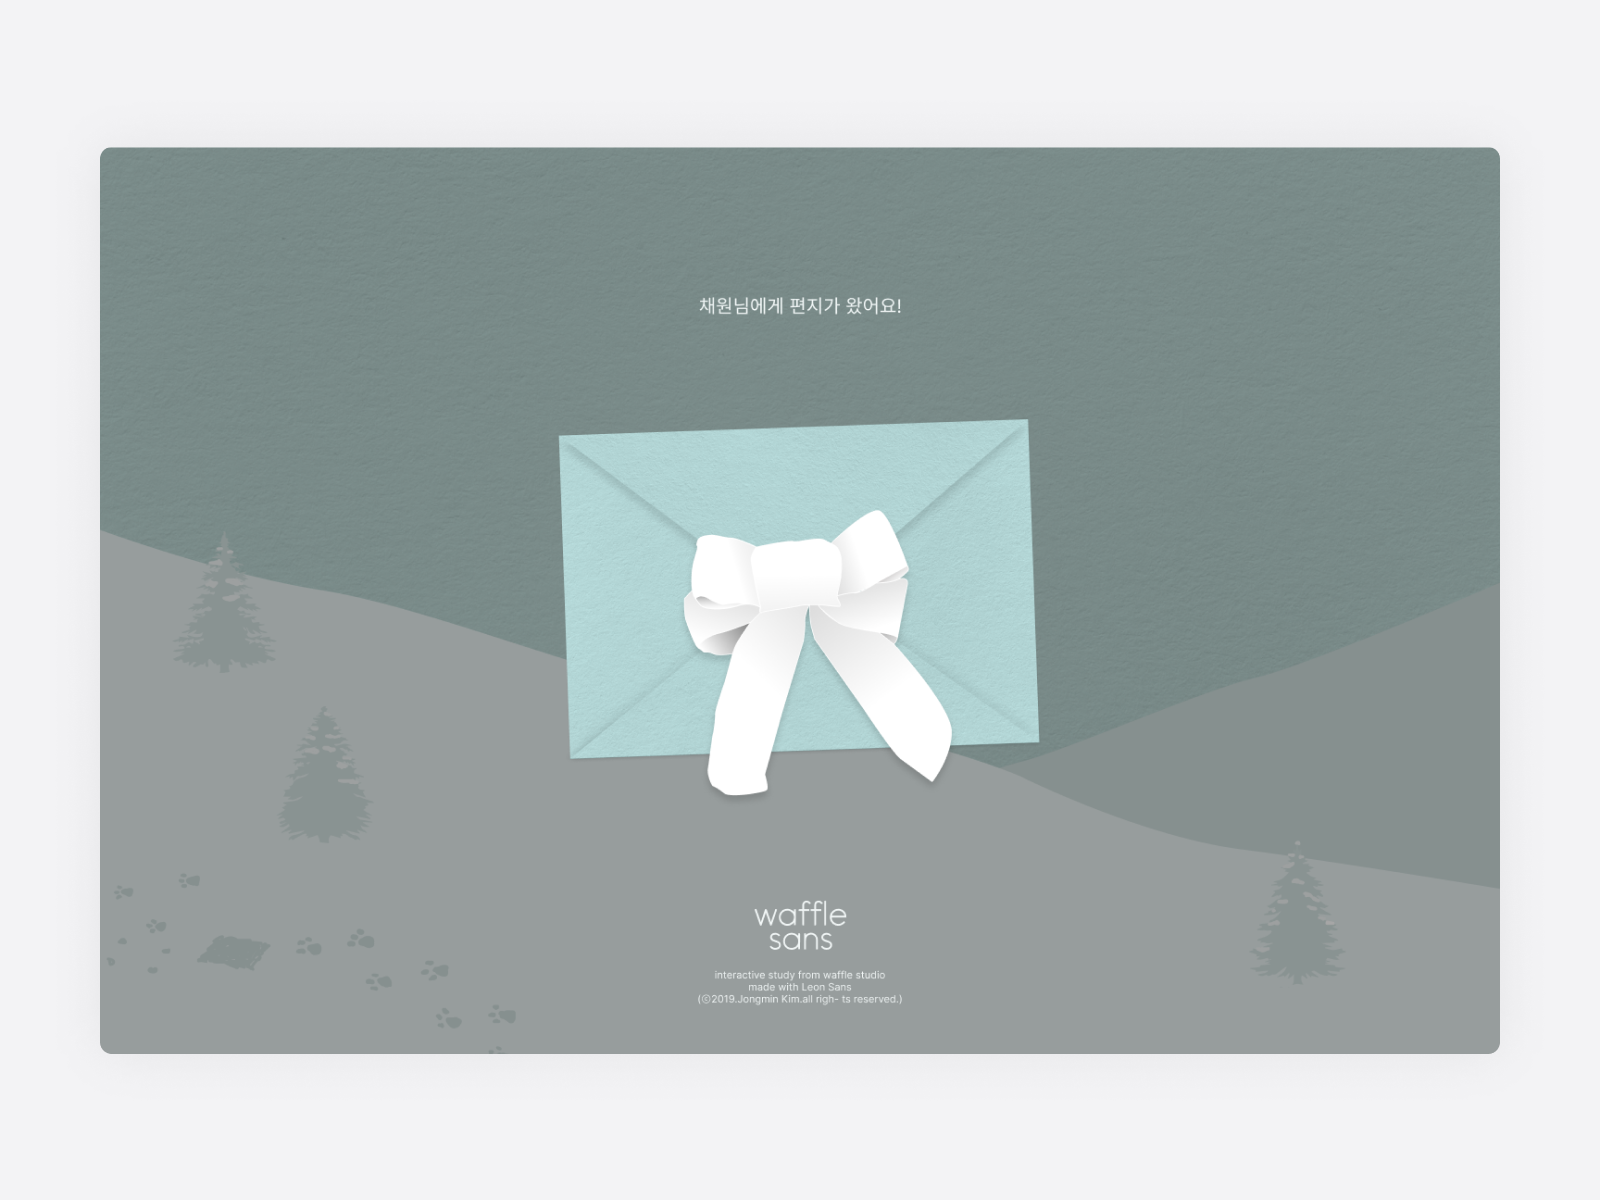 채원님에게 편지가 왔어요!
waffle
sans
interactive study from waffle studio
made with Leon Sans
(ⓒ2019.Jongmin Kim.all righ- ts reserved.)